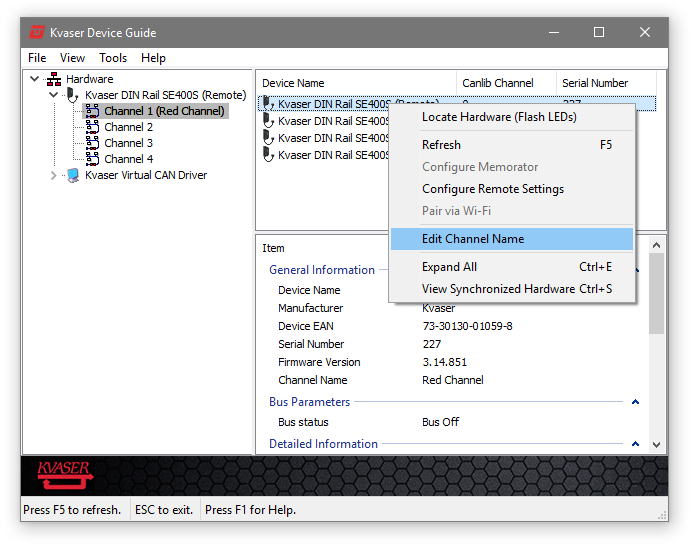 Kvaser Device Guide
File View Tools Help
Hardware
Kvaser DIN Rail SE400S (Remote)
Channel 1 (Red Channel)
Channel 2
Channel 3
Channel 4
Kvaser Virtual CAN Driver
Device Name Canlib Channel Serial Number
Kvaser DIN Rail SE400S (Remote) 0 227
Kvaser DIN Rail SE400S
Kvaser DIN Rail SE400S
Kvaser DIN Rail SE400S
Locate Hardware (Flash LEDs)
Refresh F5
Configure Memorator
Configure Remote Settings
Pair via Wi-Fi
Edit Channel Name
Expand All Ctrl+E
View Synchronized Hardware Ctrl+S
Item
General Information
Device Name
Manufacturer Kvaser
Device EAN 73-30130-01059-8
Serial Number 227
Firmware Version 3.14.851
Channel Name Red Channel
Bus Parameters
Bus status Bus Off
Detailed Information
KVASER
Press F5 to refresh. ESC to exit. Press F1 for Help.